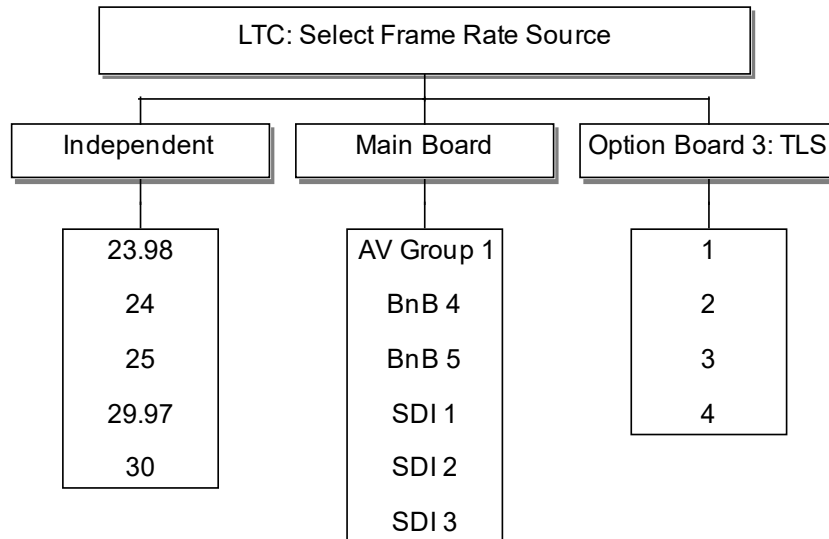 LTC: Select Frame Rate Source
Independent
23.98
24
25
29.97
30
Main Board
AV Group 1
BnB 4
BnB 5
SDI 1
SDI 2
SDI 3
Option Board 3: TLS
1
2
3
4